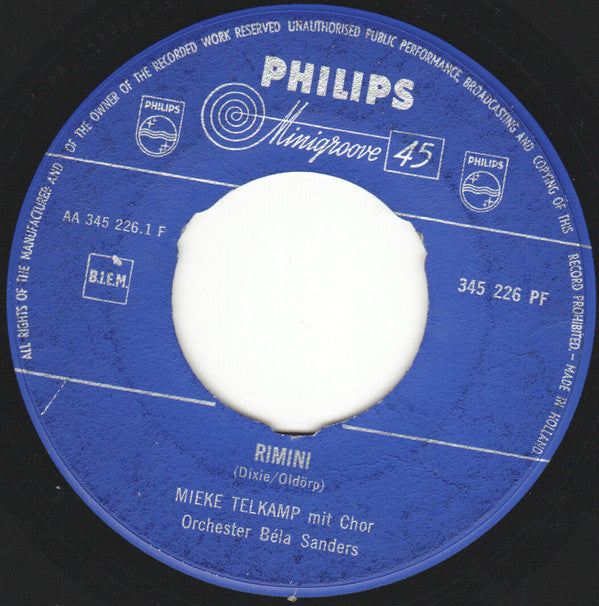 ALL RIGHTS OF THE MANUFACTURER AND OF THE OWNER OF THE RECORDED WORK RESERVED UNAUTHORISED PUBLIC PERFORMANCE, BROADCASTING AND COPYING OF THIS RECORD PROHIBITED. – MADE IN HOLLAND
PHILIPS
Minigroove 45
PHILIPS
PHILIPS
AA 345 226.1 F
B.I.E.M.
345 226 PF
RIMINI
(Dixie/Oldörp)
MIEKE TELKAMP mit Chor
Orchester Béla Sanders